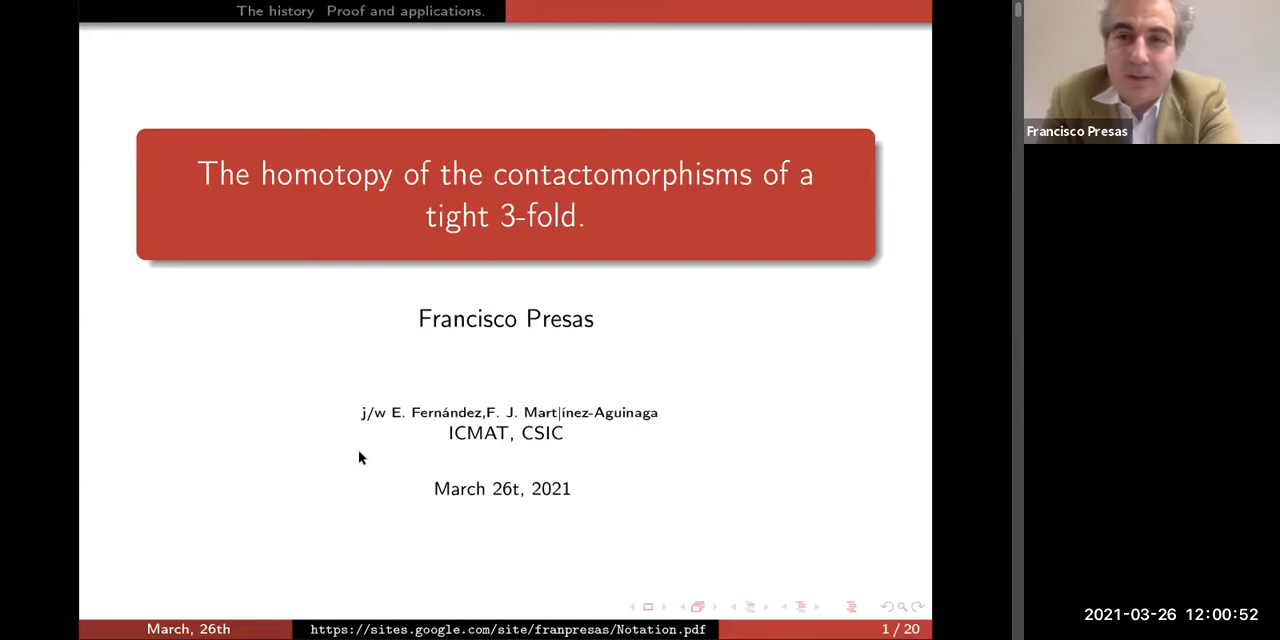 The history Proof and applications.
The homotopy of the contactomorphisms of a
tight 3-fold.
Francisco Presas
j/w E. Fernández,F. J. Mart|ínez-Aguinaga
ICMAT, CSIC
March 26t, 2021
March, 26th
https://sites.google.com/site/franpresas/Notation.pdf
1 / 20
Francisco Presas
2021-03-26 12:00:52